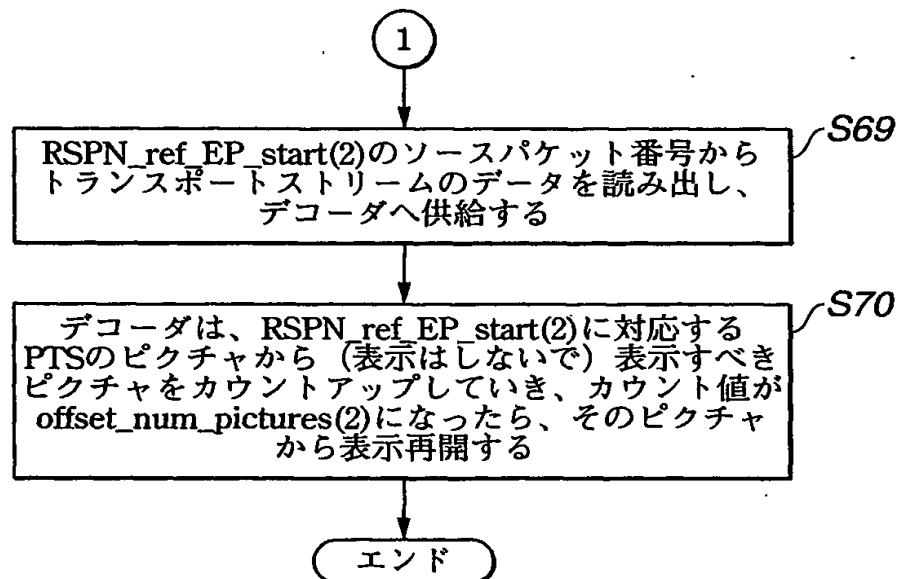 1
S69
RSPN_ref_EP_start(2)のソースパケット番号から
トランスポートストリームのデータを読み出し、
デコーダへ供給する
S70
デコーダは、RSPN_ref_EP_start(2)に対応する
PTSのピクチャから（表示はしないで）表示すべき
ピクチャをカウントアップしていき、カウント値が
offset_num_pictures(2)になったら、そのピクチャ
から表示再開する
エンド